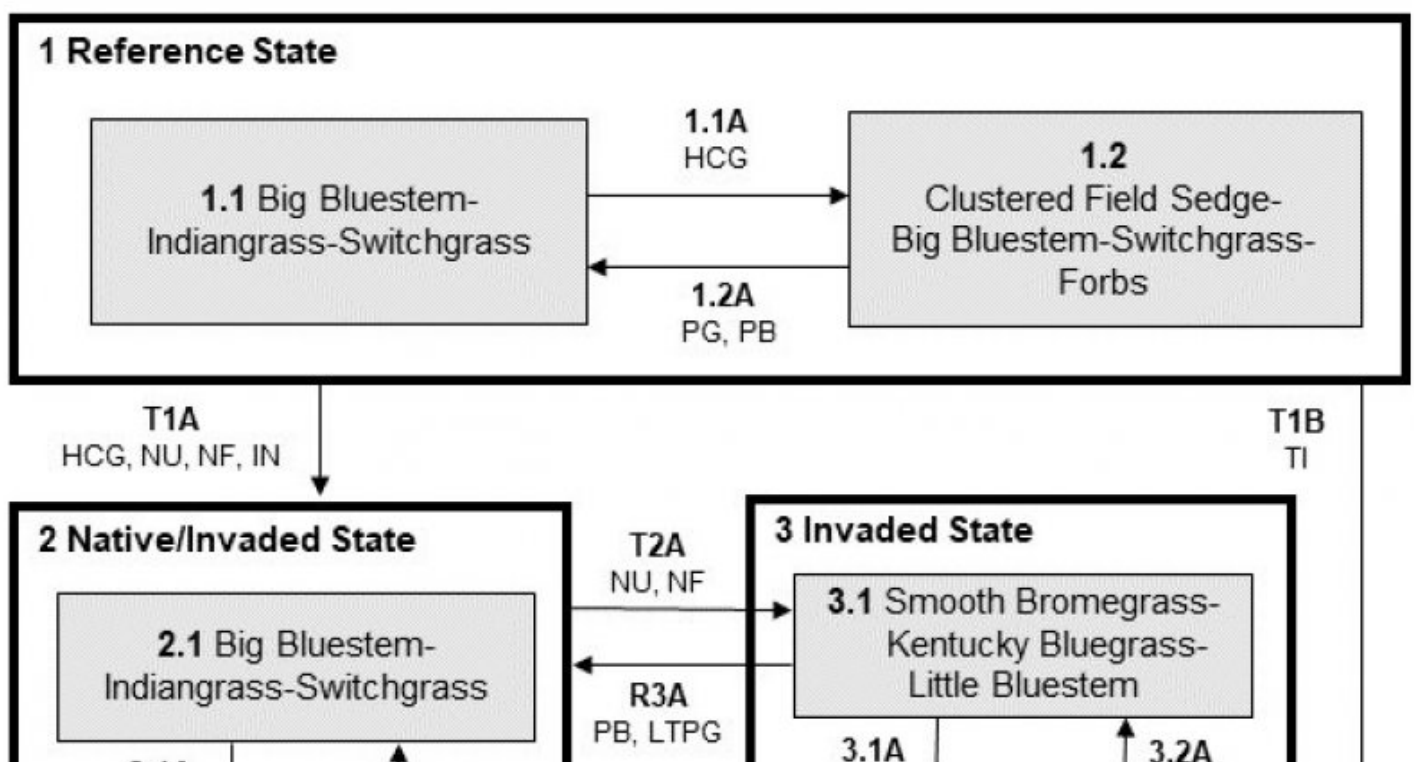 1 Reference State
1.1A
HCG
1.1 Big Bluestem-
Indiangrass-Switchgrass
1.2
Clustered Field Sedge-
Big Bluestem-Switchgrass-
Forbs
1.2A
PG, PB
T1A
HCG, NU, NF, IN
T1B
TI
2 Native/Invaded State
2.1 Big Bluestem-
Indiangrass-Switchgrass
T2A
NU, NF
R3A
PB, LTPG
3 Invaded State
3.1 Smooth Bromegrass-
Kentucky Bluegrass-
Little Bluestem
3.1A
3.2A